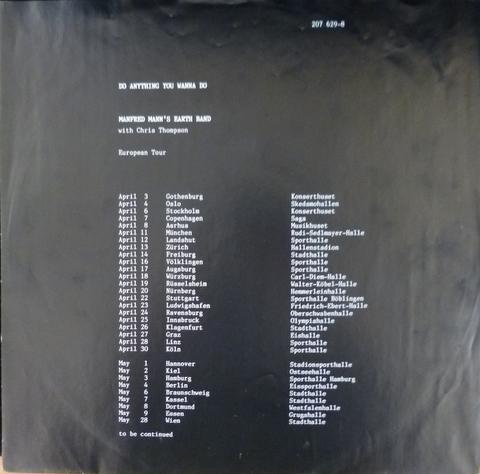 207 629-8
DO ANYTHING YOU WANNA DO
MANFRED MANN'S EARTH BAND
with Chris Thompson
European Tour
April 3 Gothenburg Konserthuset
April 4 Oslo Skedsmohallen
April 6 Stockholm Konserthuset
April 7 Copenhagen Saga
April 8 Aarhus Musikhuset
April 11 München Rudi-Sedlmayer-Halle
April 12 Landshut Sporthalle
April 13 Zürich Hallenstadion
April 14 Freiburg Stadthalle
April 16 Völklingen Sporthalle
April 17 Augsburg Sporthalle
April 18 Würzburg Carl-Diem-Halle
April 19 Rüsselsheim Walter-Köbel-Halle
April 20 Nürnberg Hemmerleinhalle
April 22 Stuttgart Sporthalle Böblingen
April 23 Ludwigshafen Friedrich-Ebert-Halle
April 24 Ravensburg Oberschwabenhalle
April 25 Innsbruck Olympiahalle
April 26 Klagenfurt Stadthalle
April 27 Graz Eishalle
April 28 Linz Sporthalle
April 30 Köln Sporthalle
May 1 Hannover Stadionsporthalle
May 2 Kiel Ostseehalle
May 3 Hamburg Sporthalle Hamburg
May 4 Berlin Eissporthalle
May 6 Braunschweig Stadthalle
May 7 Kassel Stadthalle
May 8 Dortmund Westfalenhalle
May 9 Essen Grugahalle
May 28 Wien Stadthalle
to be continued